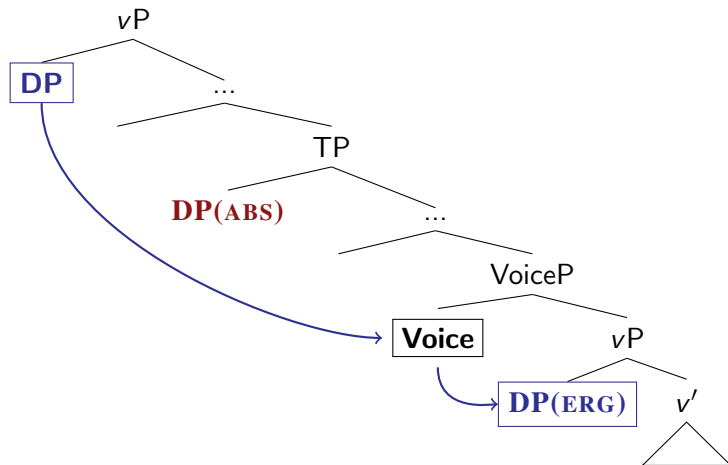 vP
DP
...
TP
DP(ABS)
...
VoiceP
Voice
vP
DP(ERG)
v′